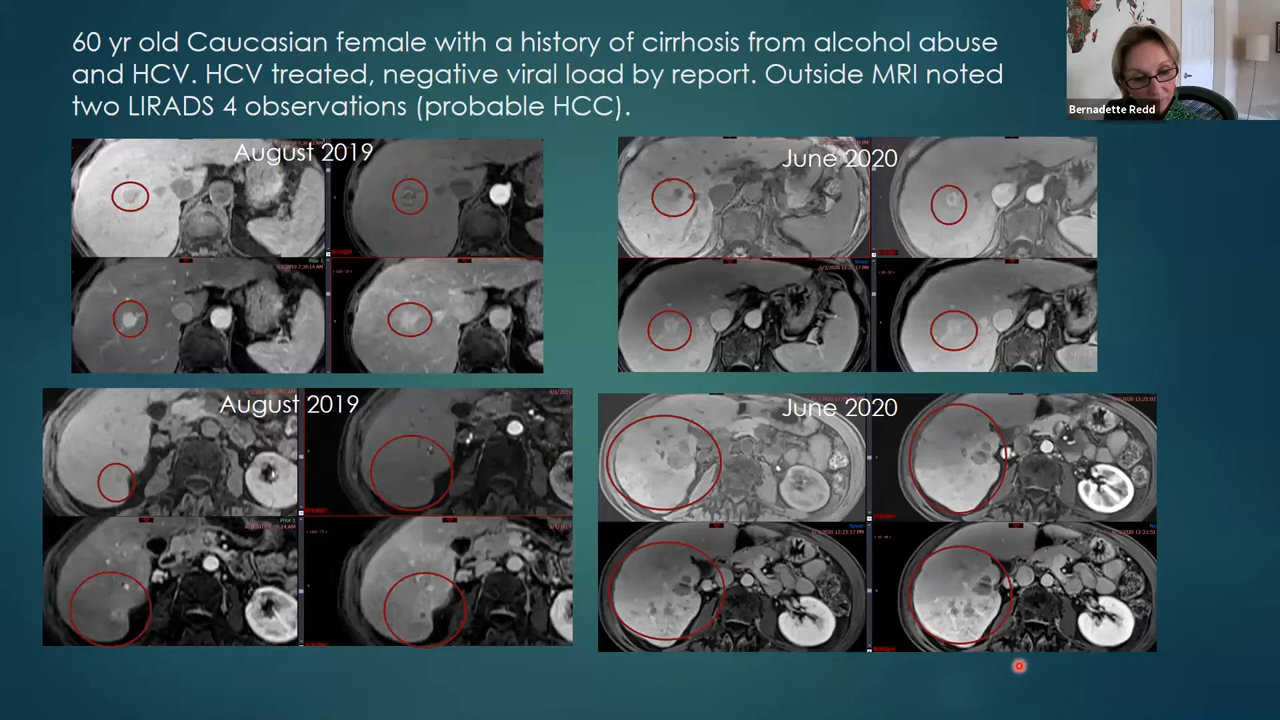 60 yr old Caucasian female with a history of cirrhosis from alcohol abuse
and HCV. HCV treated, negative viral load by report. Outside MRI noted
two LIRADS 4 observations (probable HCC).
Bernadette Redd
August 2019
June 2020
August 2019
June 2020